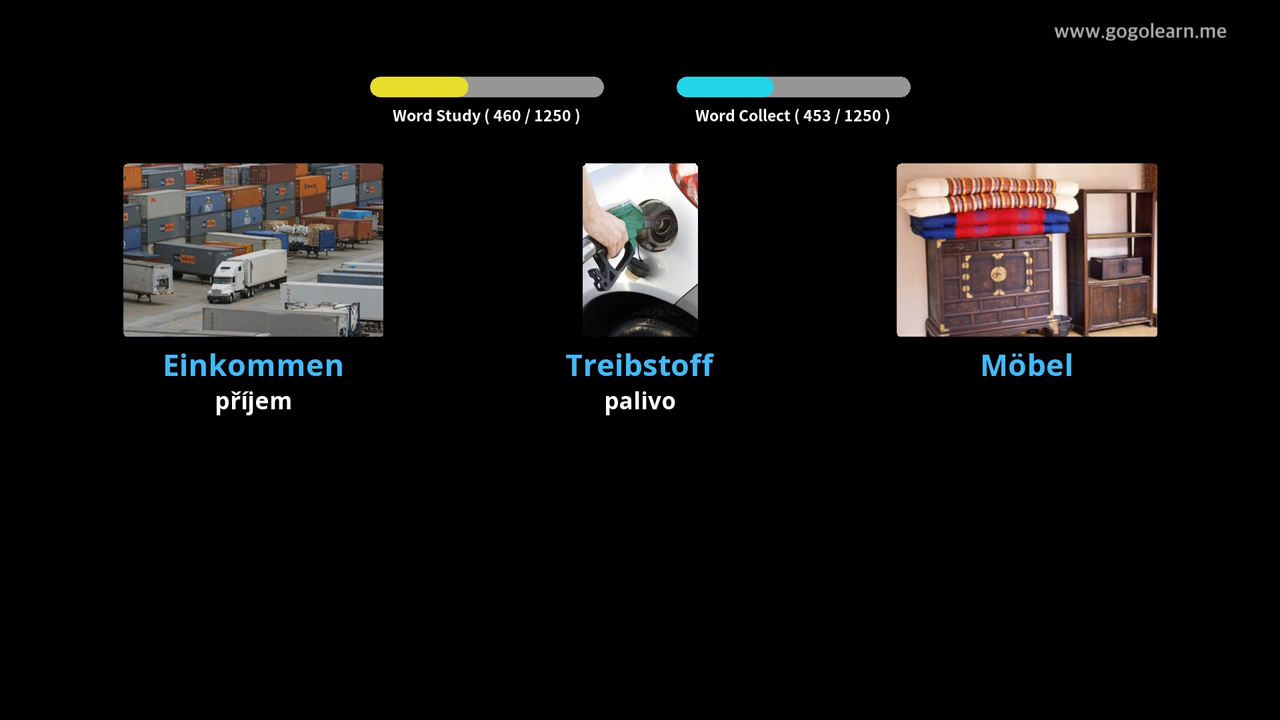 www.gogolearn.me
Word Study ( 460 / 1250 )
Word Collect ( 453 / 1250 )
Einkommen
příjem
Treibstoff
palivo
Möbel